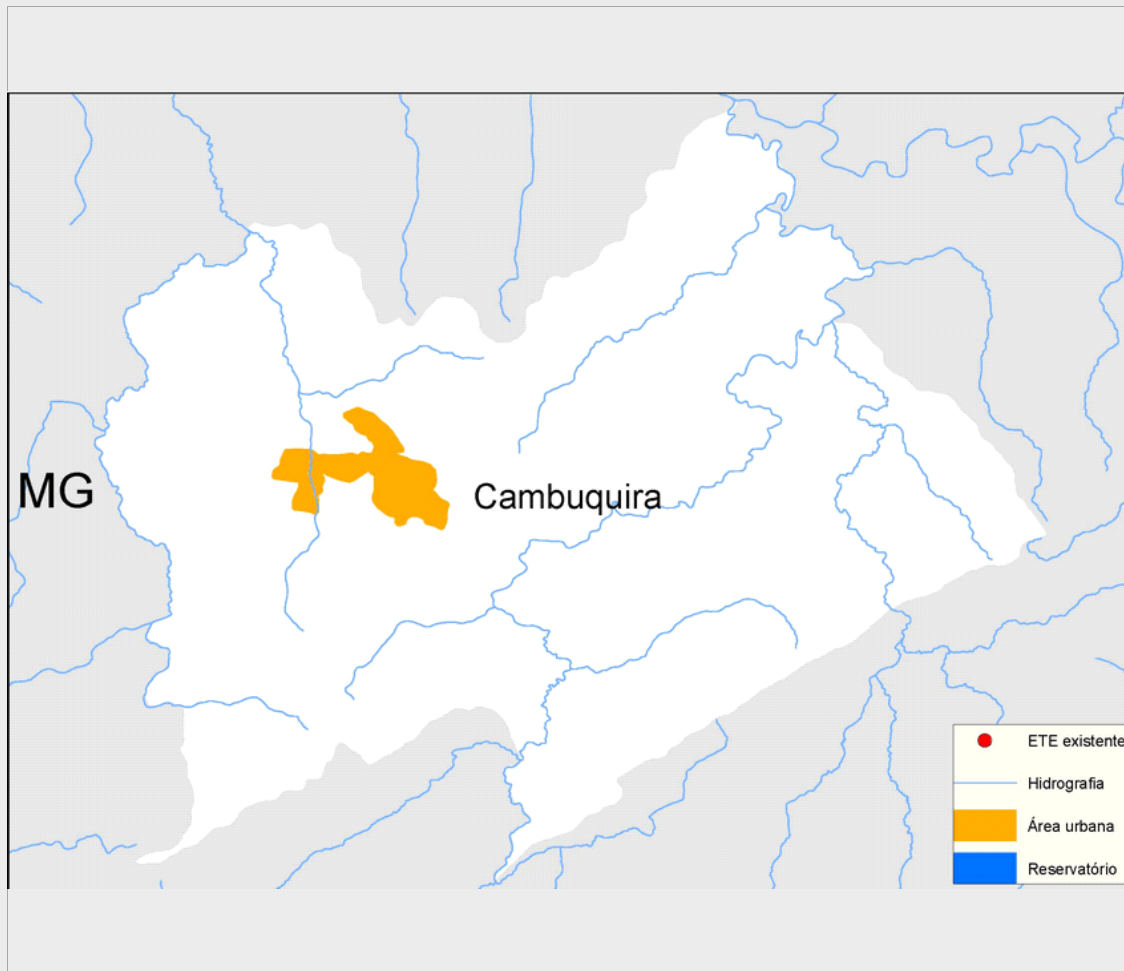 MG
Cambuquira
ETE existente
Hidrografia
Área urbana
Reservatório